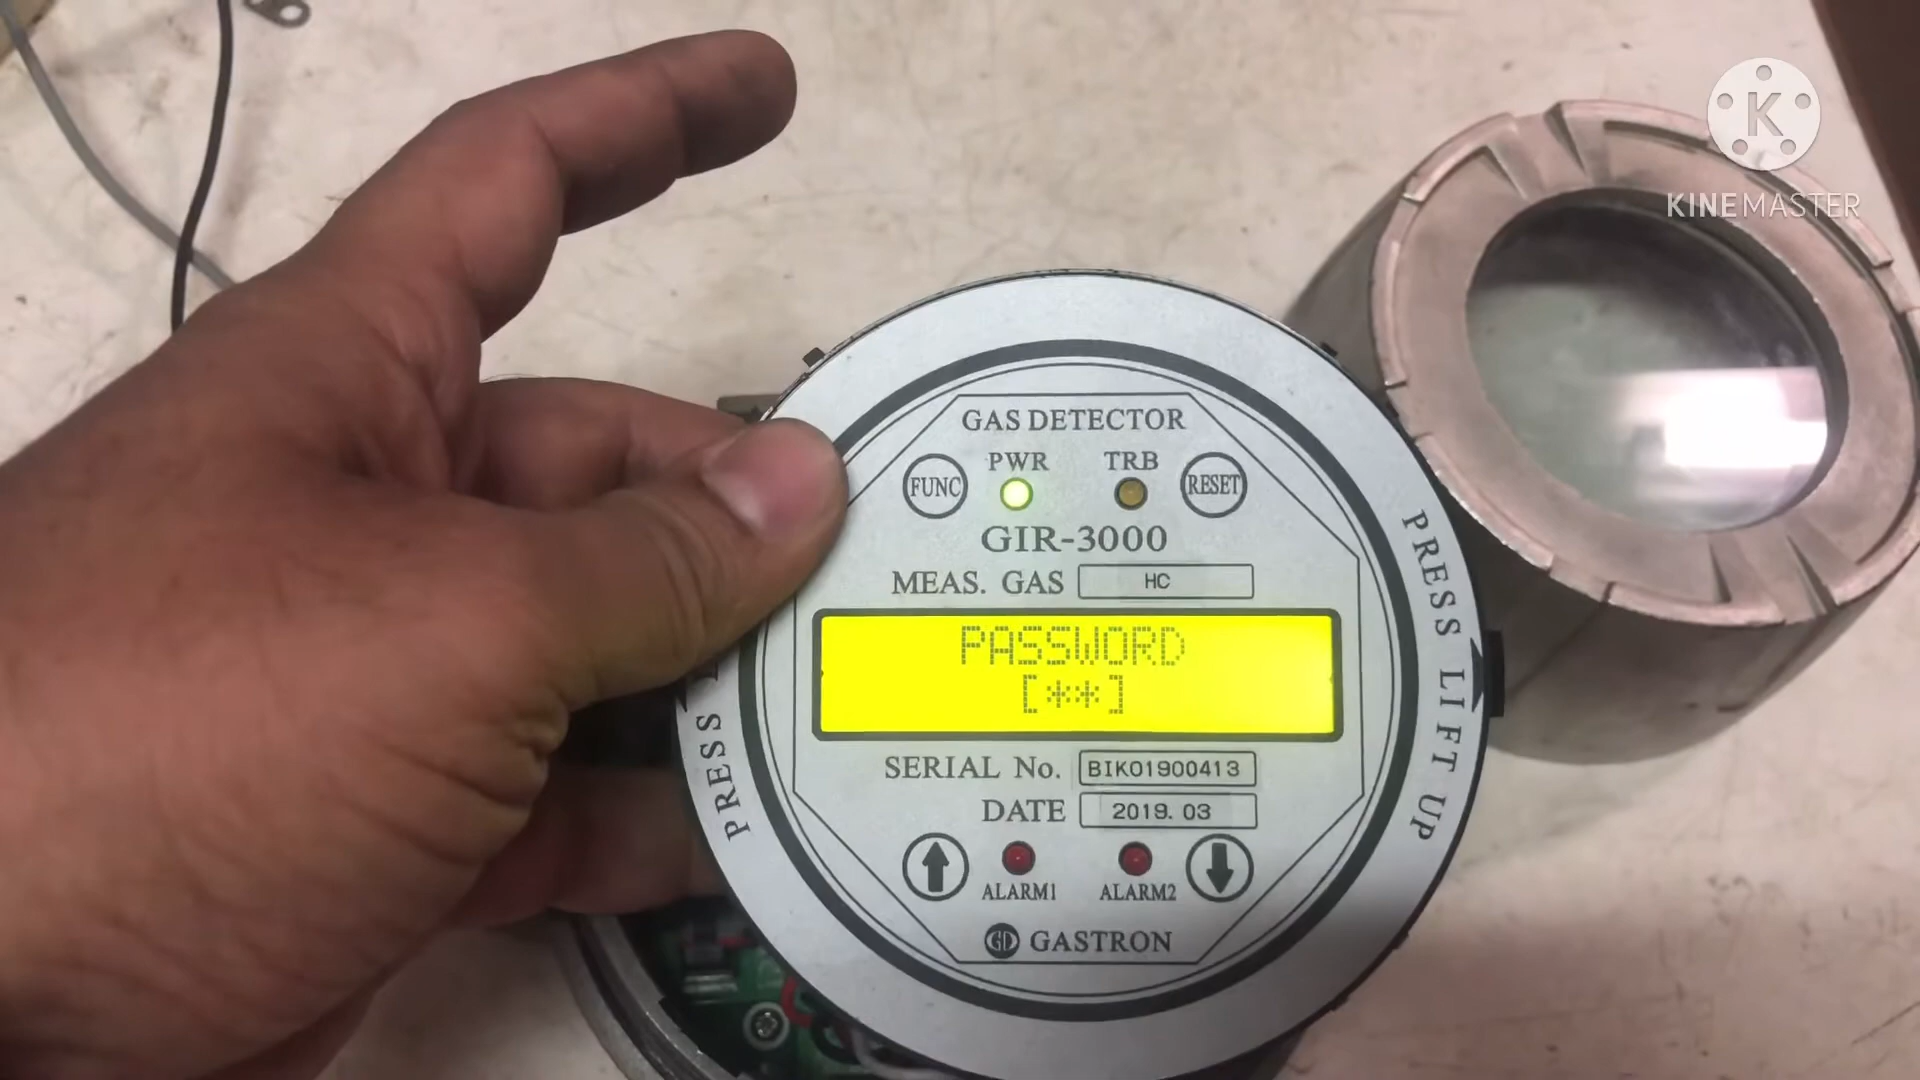 K
KINEMASTER
GAS DETECTOR
FUNC PWR TRB RESET
GIR-3000
MEAS. GAS HC
PASSWORD
[**]
SERIAL No. BIK01900413
DATE 2019. 03
ALARM1 ALARM2
GD GASTRON
PRESS
PRESS LIFT UP